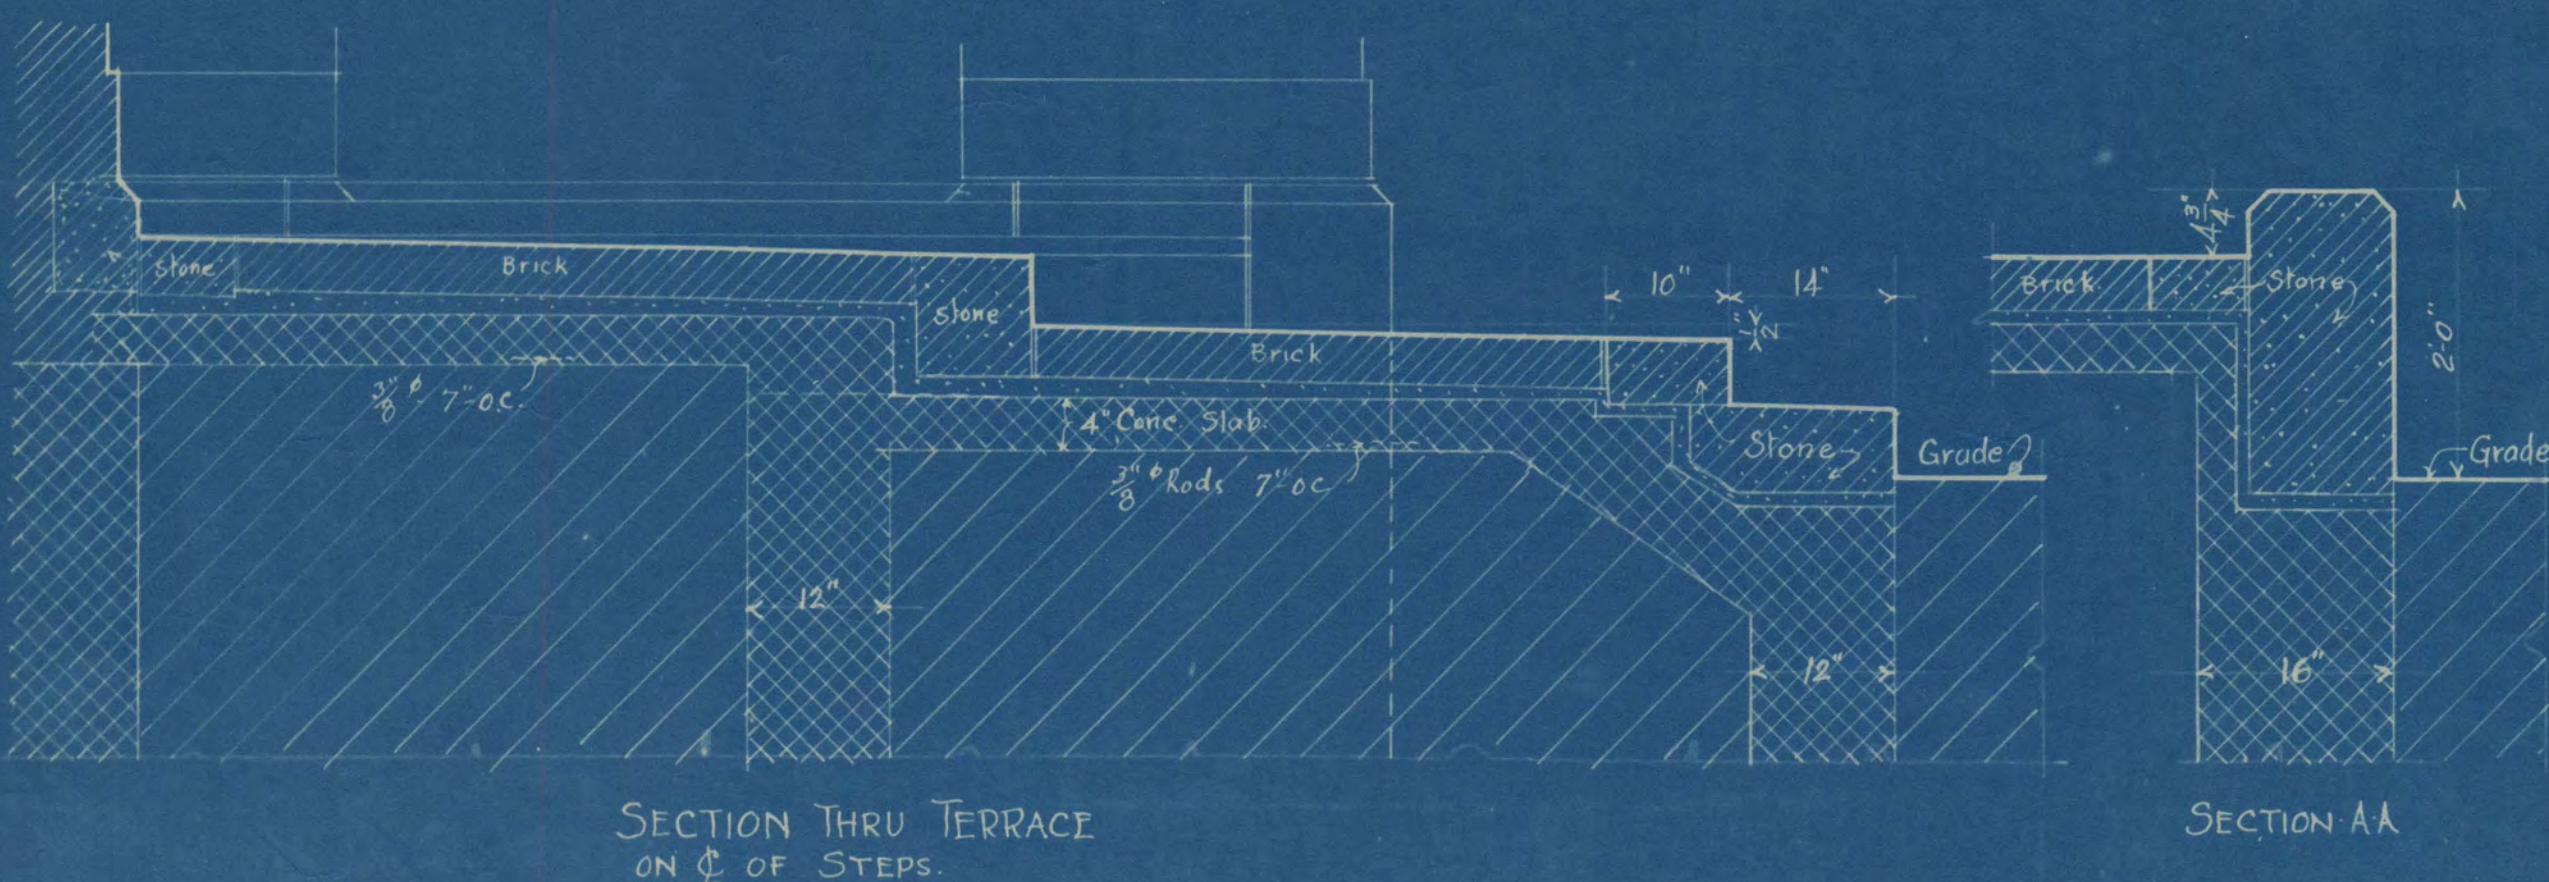 Stone
Brick
Stone
3/8" φ 7" O.C.
Brick
4" Conc. Slab.
3/8" φ Rods 7" OC
12"
10"
14"
1/2"
Stone
Grade
12"
4 3/4"
Brick
Stone
2'-0"
Grade
16"
SECTION THRU TERRACE
ON ℄ OF STEPS.
SECTION·A·A